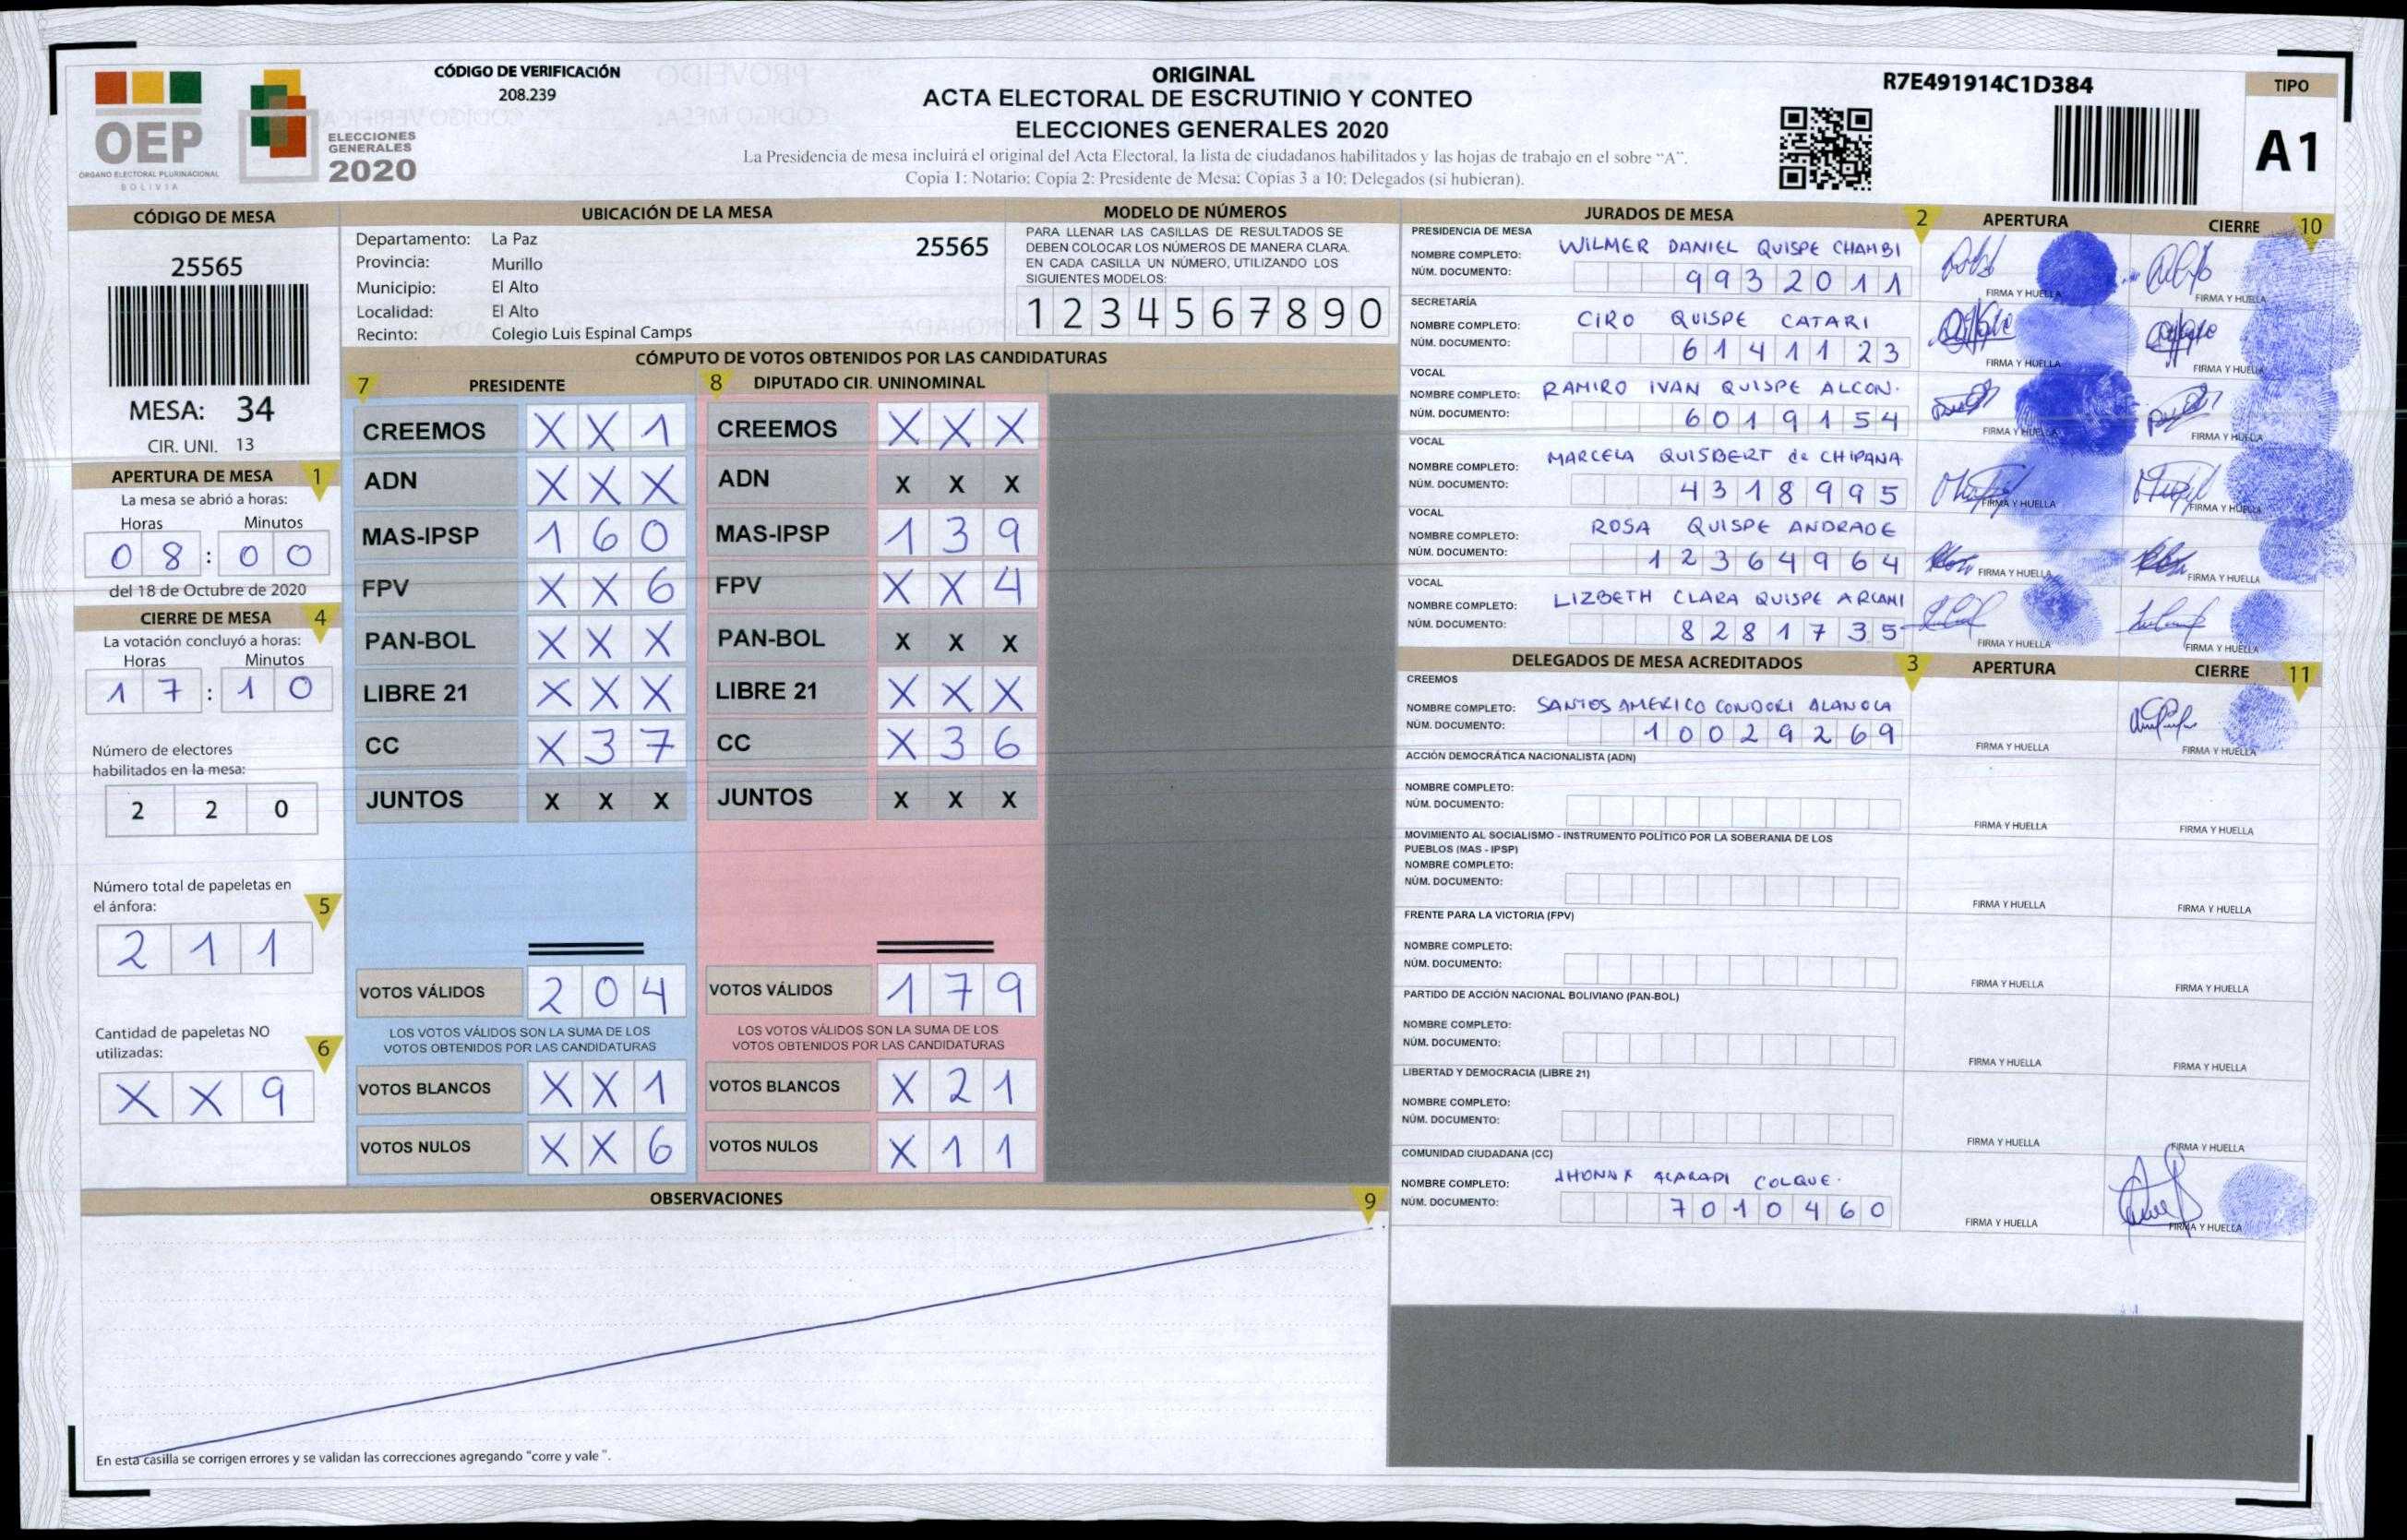 OEP
ÓRGANO ELECTORAL PLURINACIONAL
BOLIVIA
ELECCIONES
GENERALES
2020
CÓDIGO DE VERIFICACIÓN
208.239
ORIGINAL
ACTA ELECTORAL DE ESCRUTINIO Y CONTEO
ELECCIONES GENERALES 2020
La Presidencia de mesa incluirá el original del Acta Electoral, la lista de ciudadanos habilitados y las hojas de trabajo en el sobre "A".
Copia 1: Notario; Copia 2: Presidente de Mesa; Copias 3 a 10: Delegados (si hubieran).
R7E491914C1D384
TIPO
A1
CÓDIGO DE MESA
25565
MESA: 34
CIR. UNI. 13
APERTURA DE MESA 1
La mesa se abrió a horas:
Horas Minutos
0 8 : 0 0
del 18 de Octubre de 2020
CIERRE DE MESA 4
La votación concluyó a horas:
Horas Minutos
1 7 : 1 0
Número de electores
habilitados en la mesa:
2 2 0
Número total de papeletas en
el ánfora: 5
2 1 1
Cantidad de papeletas NO
utilizadas: 6
X X 9
UBICACIÓN DE LA MESA
Departamento: La Paz 25565
Provincia: Murillo
Municipio: El Alto
Localidad: El Alto
Recinto: Colegio Luis Espinal Camps
MODELO DE NÚMEROS
PARA LLENAR LAS CASILLAS DE RESULTADOS SE
DEBEN COLOCAR LOS NÚMEROS DE MANERA CLARA.
EN CADA CASILLA UN NÚMERO, UTILIZANDO LOS
SIGUIENTES MODELOS:
1 2 3 4 5 6 7 8 9 0
CÓMPUTO DE VOTOS OBTENIDOS POR LAS CANDIDATURAS
7 PRESIDENTE
CREEMOS X X 1
ADN X X X
MAS-IPSP 1 6 0
FPV X X 6
PAN-BOL X X X
LIBRE 21 X X X
CC X 3 7
JUNTOS X X X
VOTOS VÁLIDOS 2 0 4
LOS VOTOS VÁLIDOS SON LA SUMA DE LOS
VOTOS OBTENIDOS POR LAS CANDIDATURAS
VOTOS BLANCOS X X 1
VOTOS NULOS X X 6
8 DIPUTADO CIR. UNINOMINAL
CREEMOS X X X
ADN X X X
MAS-IPSP 1 3 9
FPV X X 4
PAN-BOL X X X
LIBRE 21 X X X
CC X 3 6
JUNTOS X X X
VOTOS VÁLIDOS 1 7 9
LOS VOTOS VÁLIDOS SON LA SUMA DE LOS
VOTOS OBTENIDOS POR LAS CANDIDATURAS
VOTOS BLANCOS X 2 1
VOTOS NULOS X 1 1
OBSERVACIONES 9
En esta casilla se corrigen errores y se validan las correcciones agregando "corre y vale ".
JURADOS DE MESA 2 APERTURA CIERRE 10
PRESIDENCIA DE MESA
NOMBRE COMPLETO: WILMER DANIEL QUISPE CHAMBI
NÚM. DOCUMENTO: 9 9 3 2 0 1 1
FIRMA Y HUELLA FIRMA Y HUELLA
SECRETARÍA
NOMBRE COMPLETO: CIRO QUISPE CATARI
NÚM. DOCUMENTO: 6 1 4 1 1 2 3
FIRMA Y HUELLA FIRMA Y HUELLA
VOCAL
NOMBRE COMPLETO: RAMIRO IVAN QUISPE ALCON.
NÚM. DOCUMENTO: 6 0 1 9 1 5 4
FIRMA Y HUELLA FIRMA Y HUELLA
VOCAL
NOMBRE COMPLETO: MARCELA QUISBERT de CHIPANA
NÚM. DOCUMENTO: 4 3 1 8 9 9 5
FIRMA Y HUELLA FIRMA Y HUELLA
VOCAL
NOMBRE COMPLETO: ROSA QUISPE ANDRADE
NÚM. DOCUMENTO: 1 2 3 6 4 9 6 4
FIRMA Y HUELLA FIRMA Y HUELLA
VOCAL
NOMBRE COMPLETO: LIZBETH CLARA QUISPE ARCANI
NÚM. DOCUMENTO: 8 2 8 1 7 3 5
FIRMA Y HUELLA FIRMA Y HUELLA
DELEGADOS DE MESA ACREDITADOS 3 APERTURA CIERRE 11
CREEMOS
NOMBRE COMPLETO: SANTOS AMERICO CONDORI ALANOCA
NÚM. DOCUMENTO: 1 0 0 2 9 2 6 9
FIRMA Y HUELLA FIRMA Y HUELLA
ACCIÓN DEMOCRÁTICA NACIONALISTA (ADN)
NOMBRE COMPLETO:
NÚM. DOCUMENTO:
FIRMA Y HUELLA FIRMA Y HUELLA
MOVIMIENTO AL SOCIALISMO - INSTRUMENTO POLÍTICO POR LA SOBERANIA DE LOS
PUEBLOS (MAS - IPSP)
NOMBRE COMPLETO:
NÚM. DOCUMENTO:
FIRMA Y HUELLA FIRMA Y HUELLA
FRENTE PARA LA VICTORIA (FPV)
NOMBRE COMPLETO:
NÚM. DOCUMENTO:
FIRMA Y HUELLA FIRMA Y HUELLA
PARTIDO DE ACCIÓN NACIONAL BOLIVIANO (PAN-BOL)
NOMBRE COMPLETO:
NÚM. DOCUMENTO:
FIRMA Y HUELLA FIRMA Y HUELLA
LIBERTAD Y DEMOCRACIA (LIBRE 21)
NOMBRE COMPLETO:
NÚM. DOCUMENTO:
FIRMA Y HUELLA FIRMA Y HUELLA
COMUNIDAD CIUDADANA (CC)
NOMBRE COMPLETO: COLQUE.
NÚM. DOCUMENTO: 7 0 1 0 4 6 0
FIRMA Y HUELLA FIRMA Y HUELLA